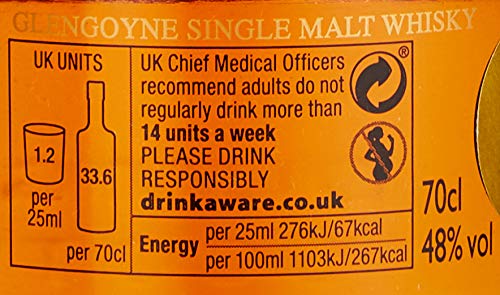 GLENGOYNE SINGLE MALT WHISKY
UK UNITS
1.2
per
25ml
33.6
per 70cl
UK Chief Medical Officers
recommend adults do not
regularly drink more than
14 units a week
PLEASE DRINK
RESPONSIBLY
drinkaware.co.uk
®
Energy
per 25ml 276kJ/67kcal
per 100ml 1103kJ/267kcal
70cl
48% vol